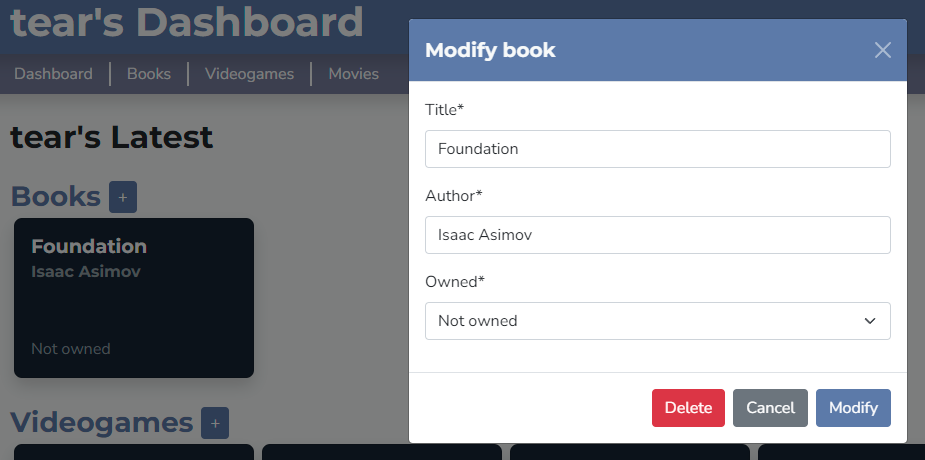 tear's Dashboard
Dashboard
Books
Videogames
Movies
tear's Latest
Books +
Foundation
Isaac Asimov
Not owned
Videogames +
Modify book
Title*
Foundation
Author*
Isaac Asimov
Owned*
Not owned
Delete
Cancel
Modify